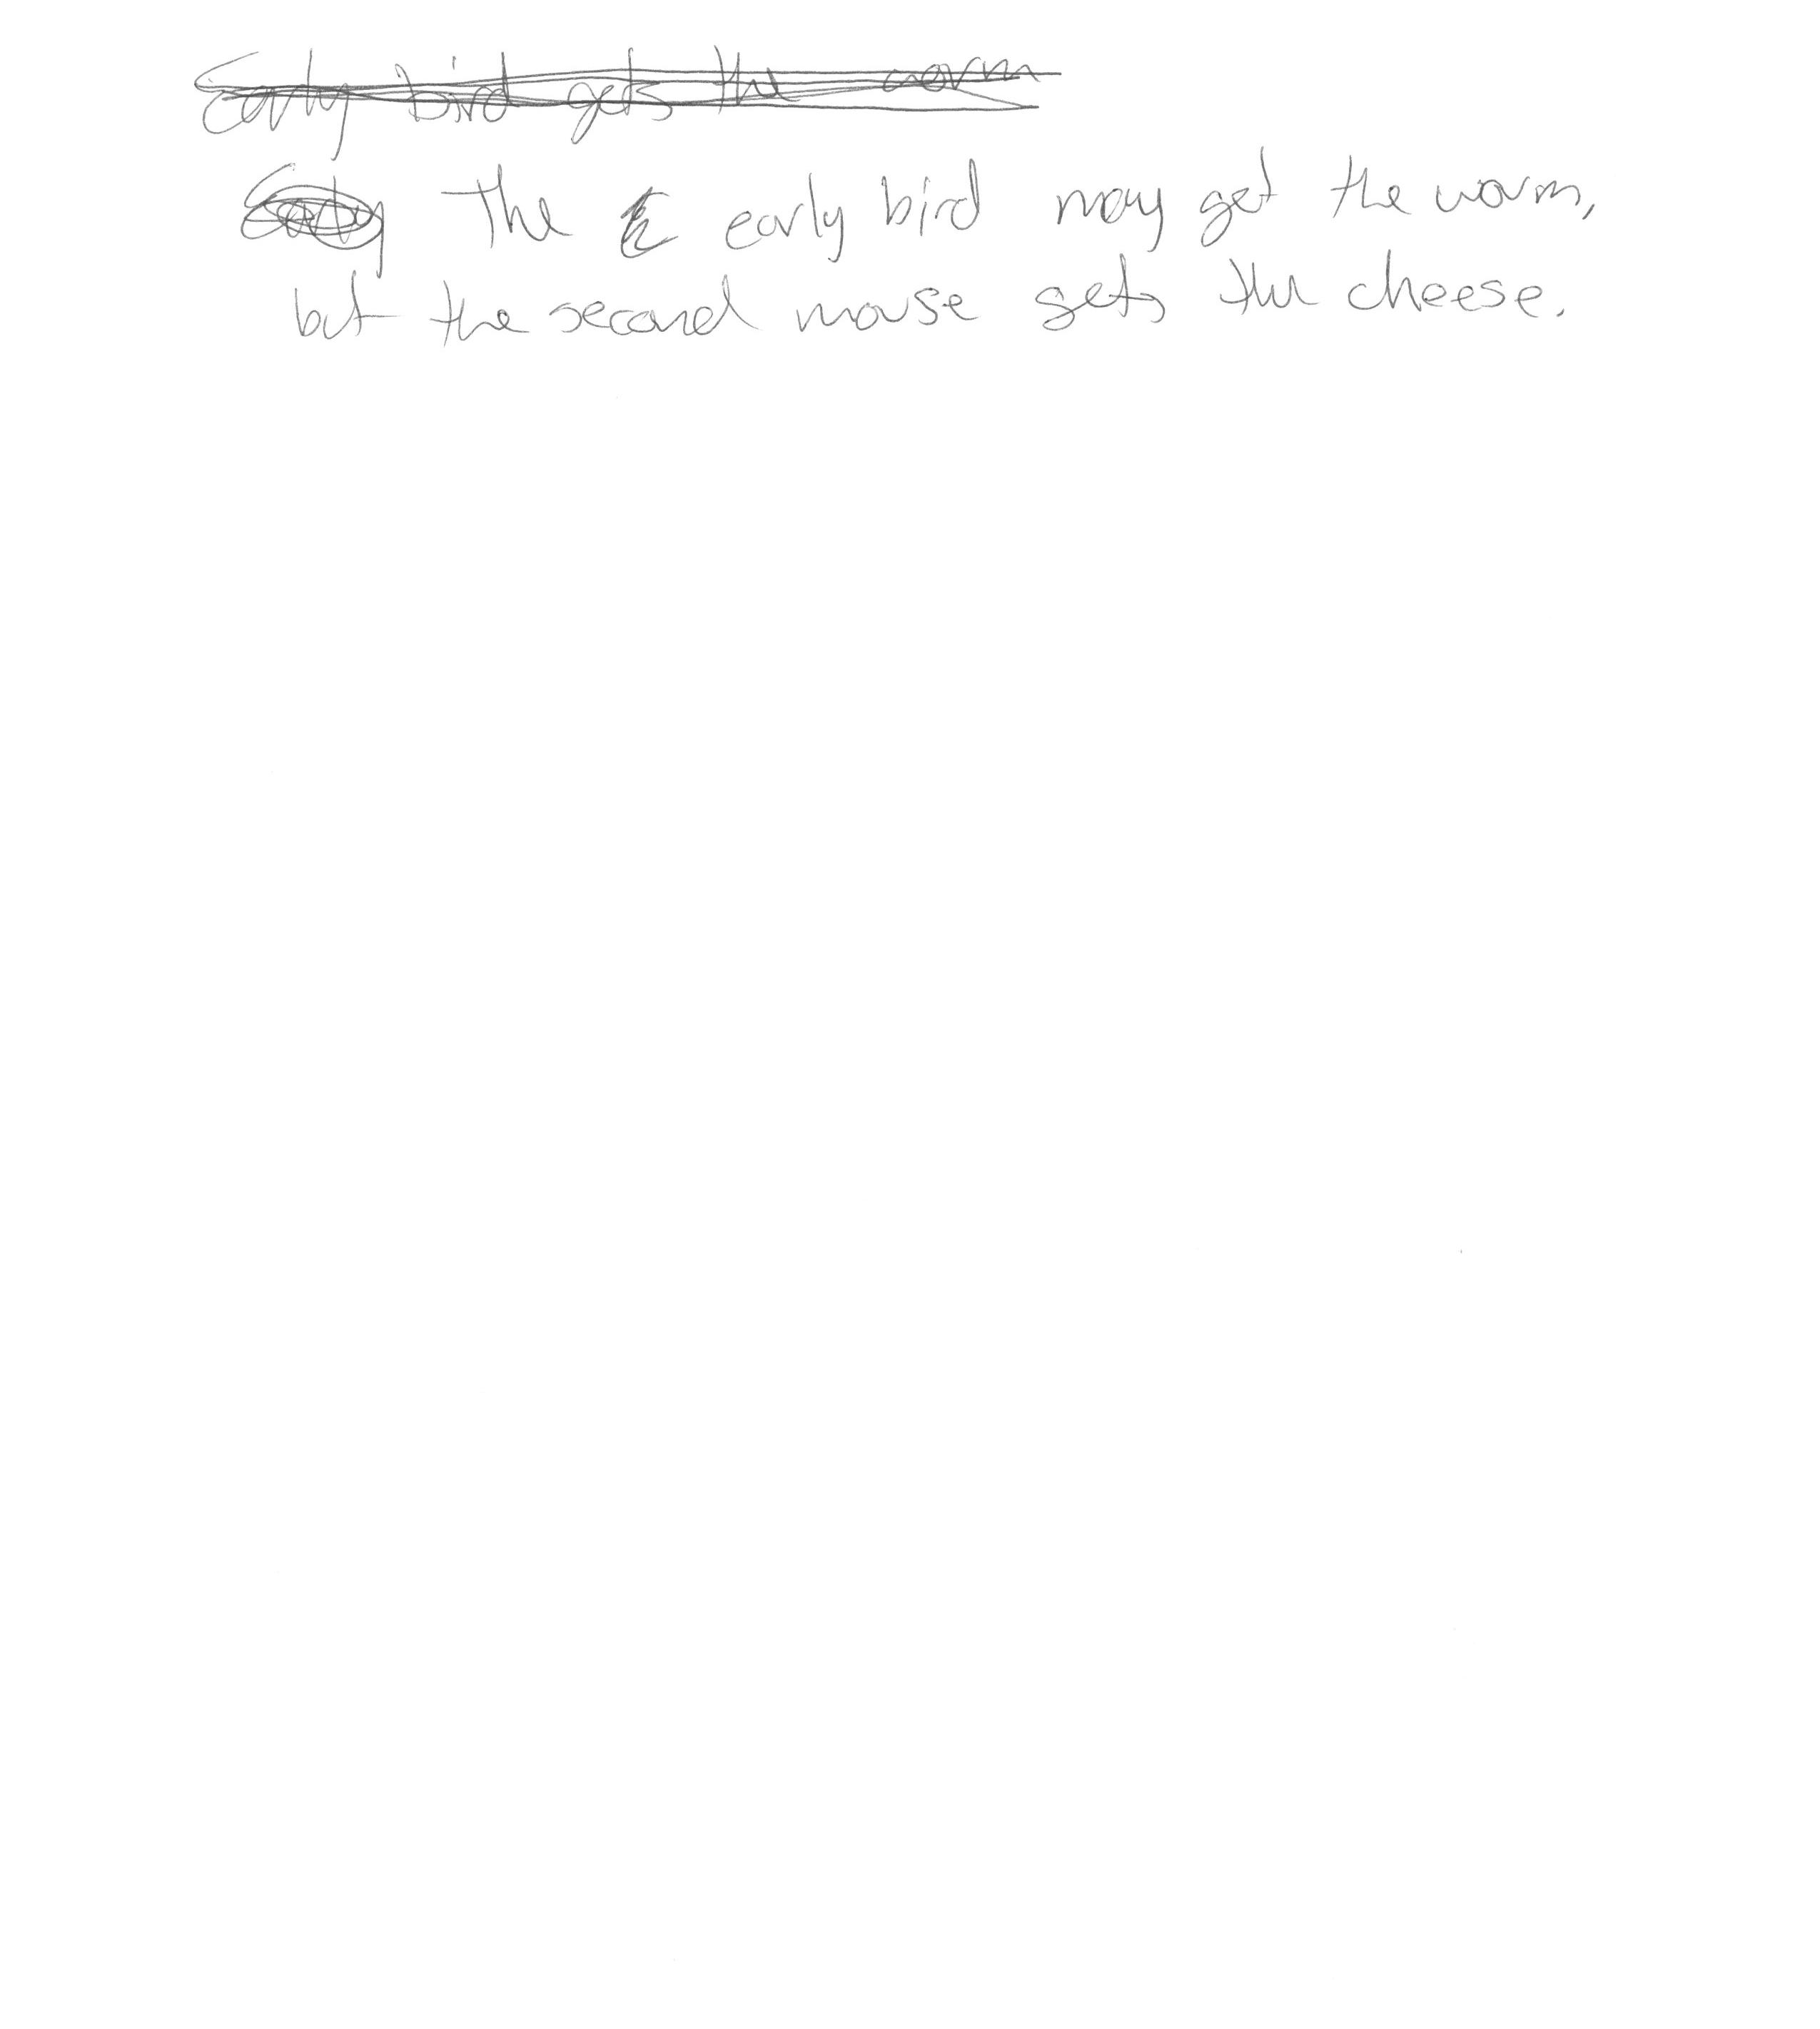 Early bird gets the worm
Early The E early bird may get the worm,
but the second mouse gets the cheese.